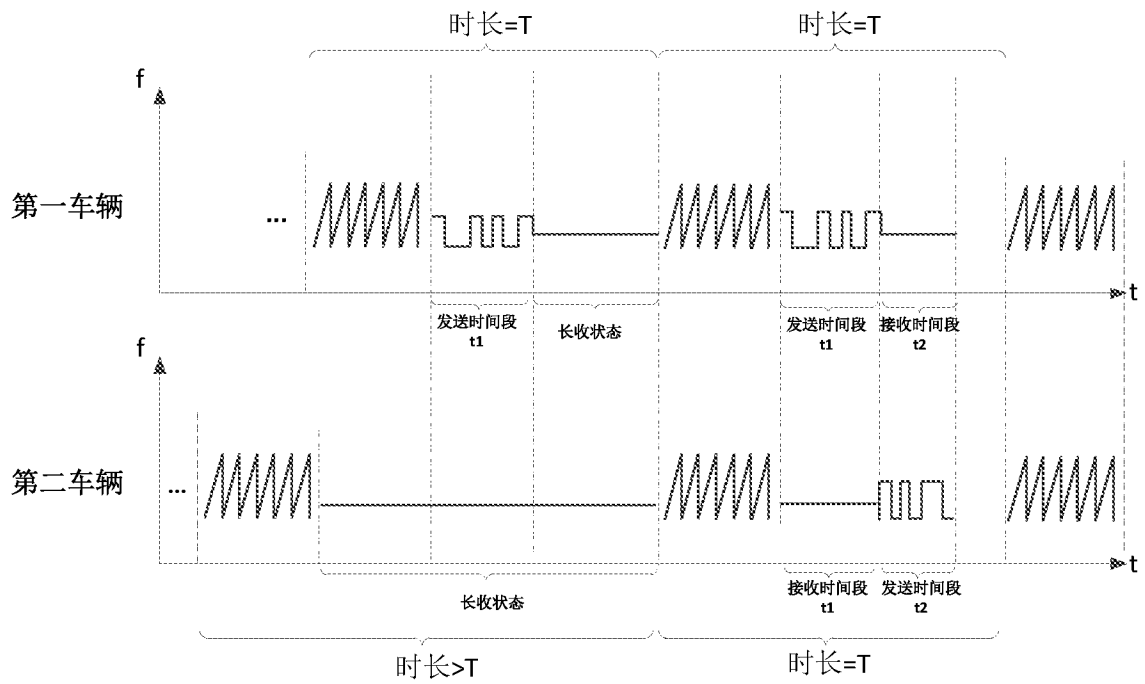 时长=T
时长=T
f
第一车辆
...
t
发送时间段
t1
长收状态
发送时间段
t1
接收时间段
t2
f
第二车辆
...
t
长收状态
接收时间段
t1
发送时间段
t2
时长>T
时长=T